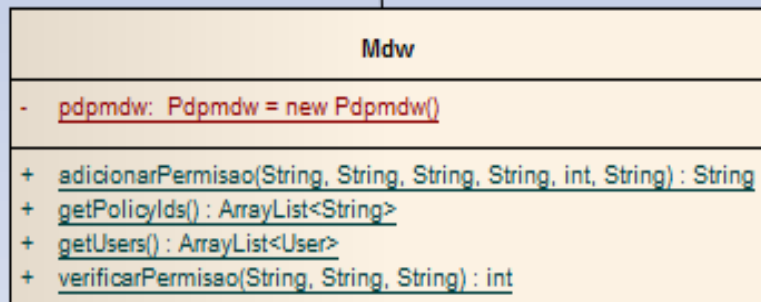 Mdw
- pdpmdw: Pdpmdw = new Pdpmdw()
+ adicionarPermisao(String, String, String, String, int, String) : String
+ getPolicyIds() : ArrayList<String>
+ getUsers() : ArrayList<User>
+ verificarPermisao(String, String, String) : int